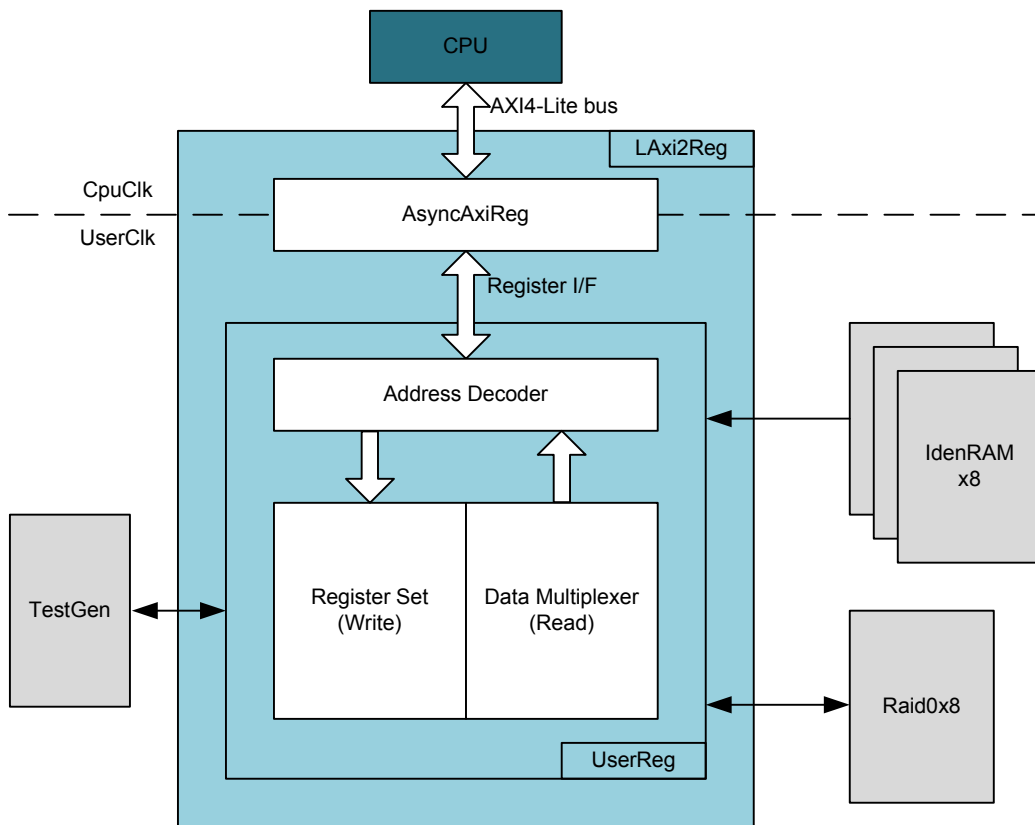 CPU
AXI4-Lite bus
LAxi2Reg
CpuClk
AsyncAxiReg
UserClk
Register I/F
Address Decoder
IdenRAM
x8
Register Set
(Write)
Data Multiplexer
(Read)
TestGen
Raid0x8
UserReg